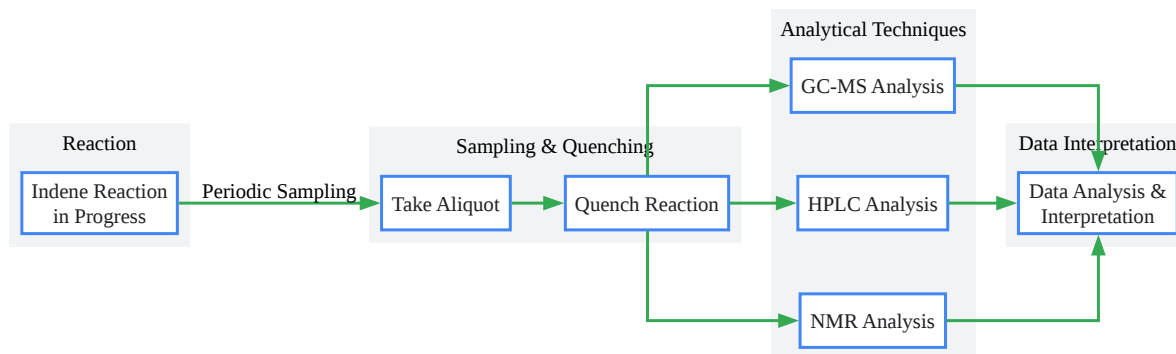 Analytical Techniques
GC-MS Analysis
Reaction
Indene Reaction
in Progress
Periodic Sampling
Sampling & Quenching
Take Aliquot
Quench Reaction
HPLC Analysis
NMR Analysis
Data Interpretation
Data Analysis &
Interpretation